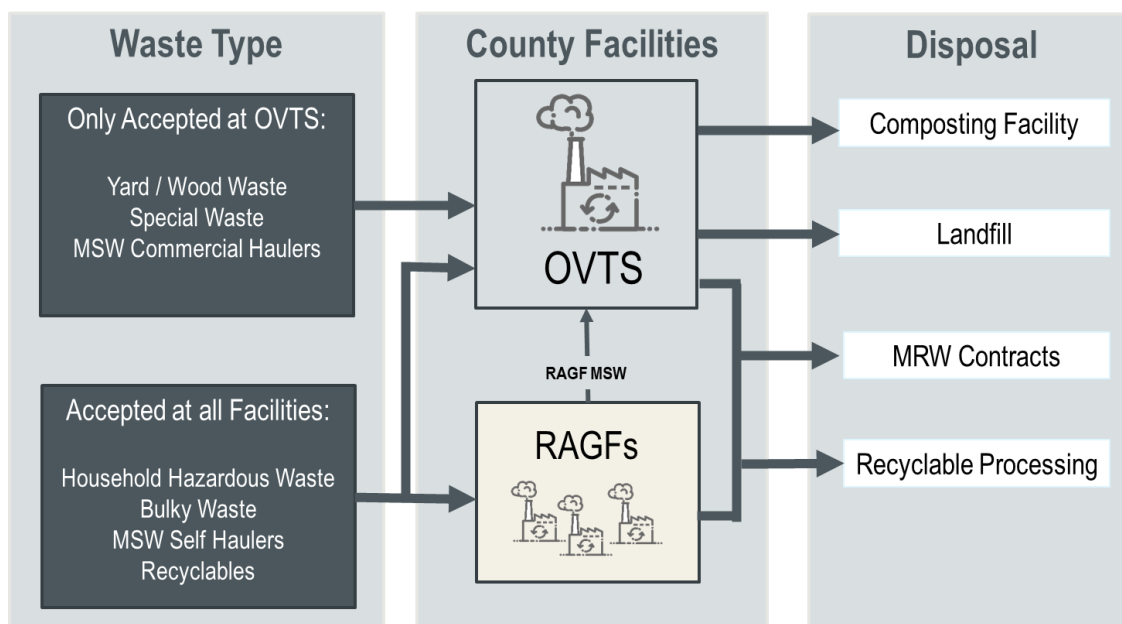 Waste Type
Only Accepted at OVTS:
Yard / Wood Waste
Special Waste
MSW Commercial Haulers
Accepted at all Facilities:
Household Hazardous Waste
Bulky Waste
MSW Self Haulers
Recyclables
County Facilities
OVTS
RAGF MSW
RAGFs
Disposal
Composting Facility
Landfill
MRW Contracts
Recyclable Processing